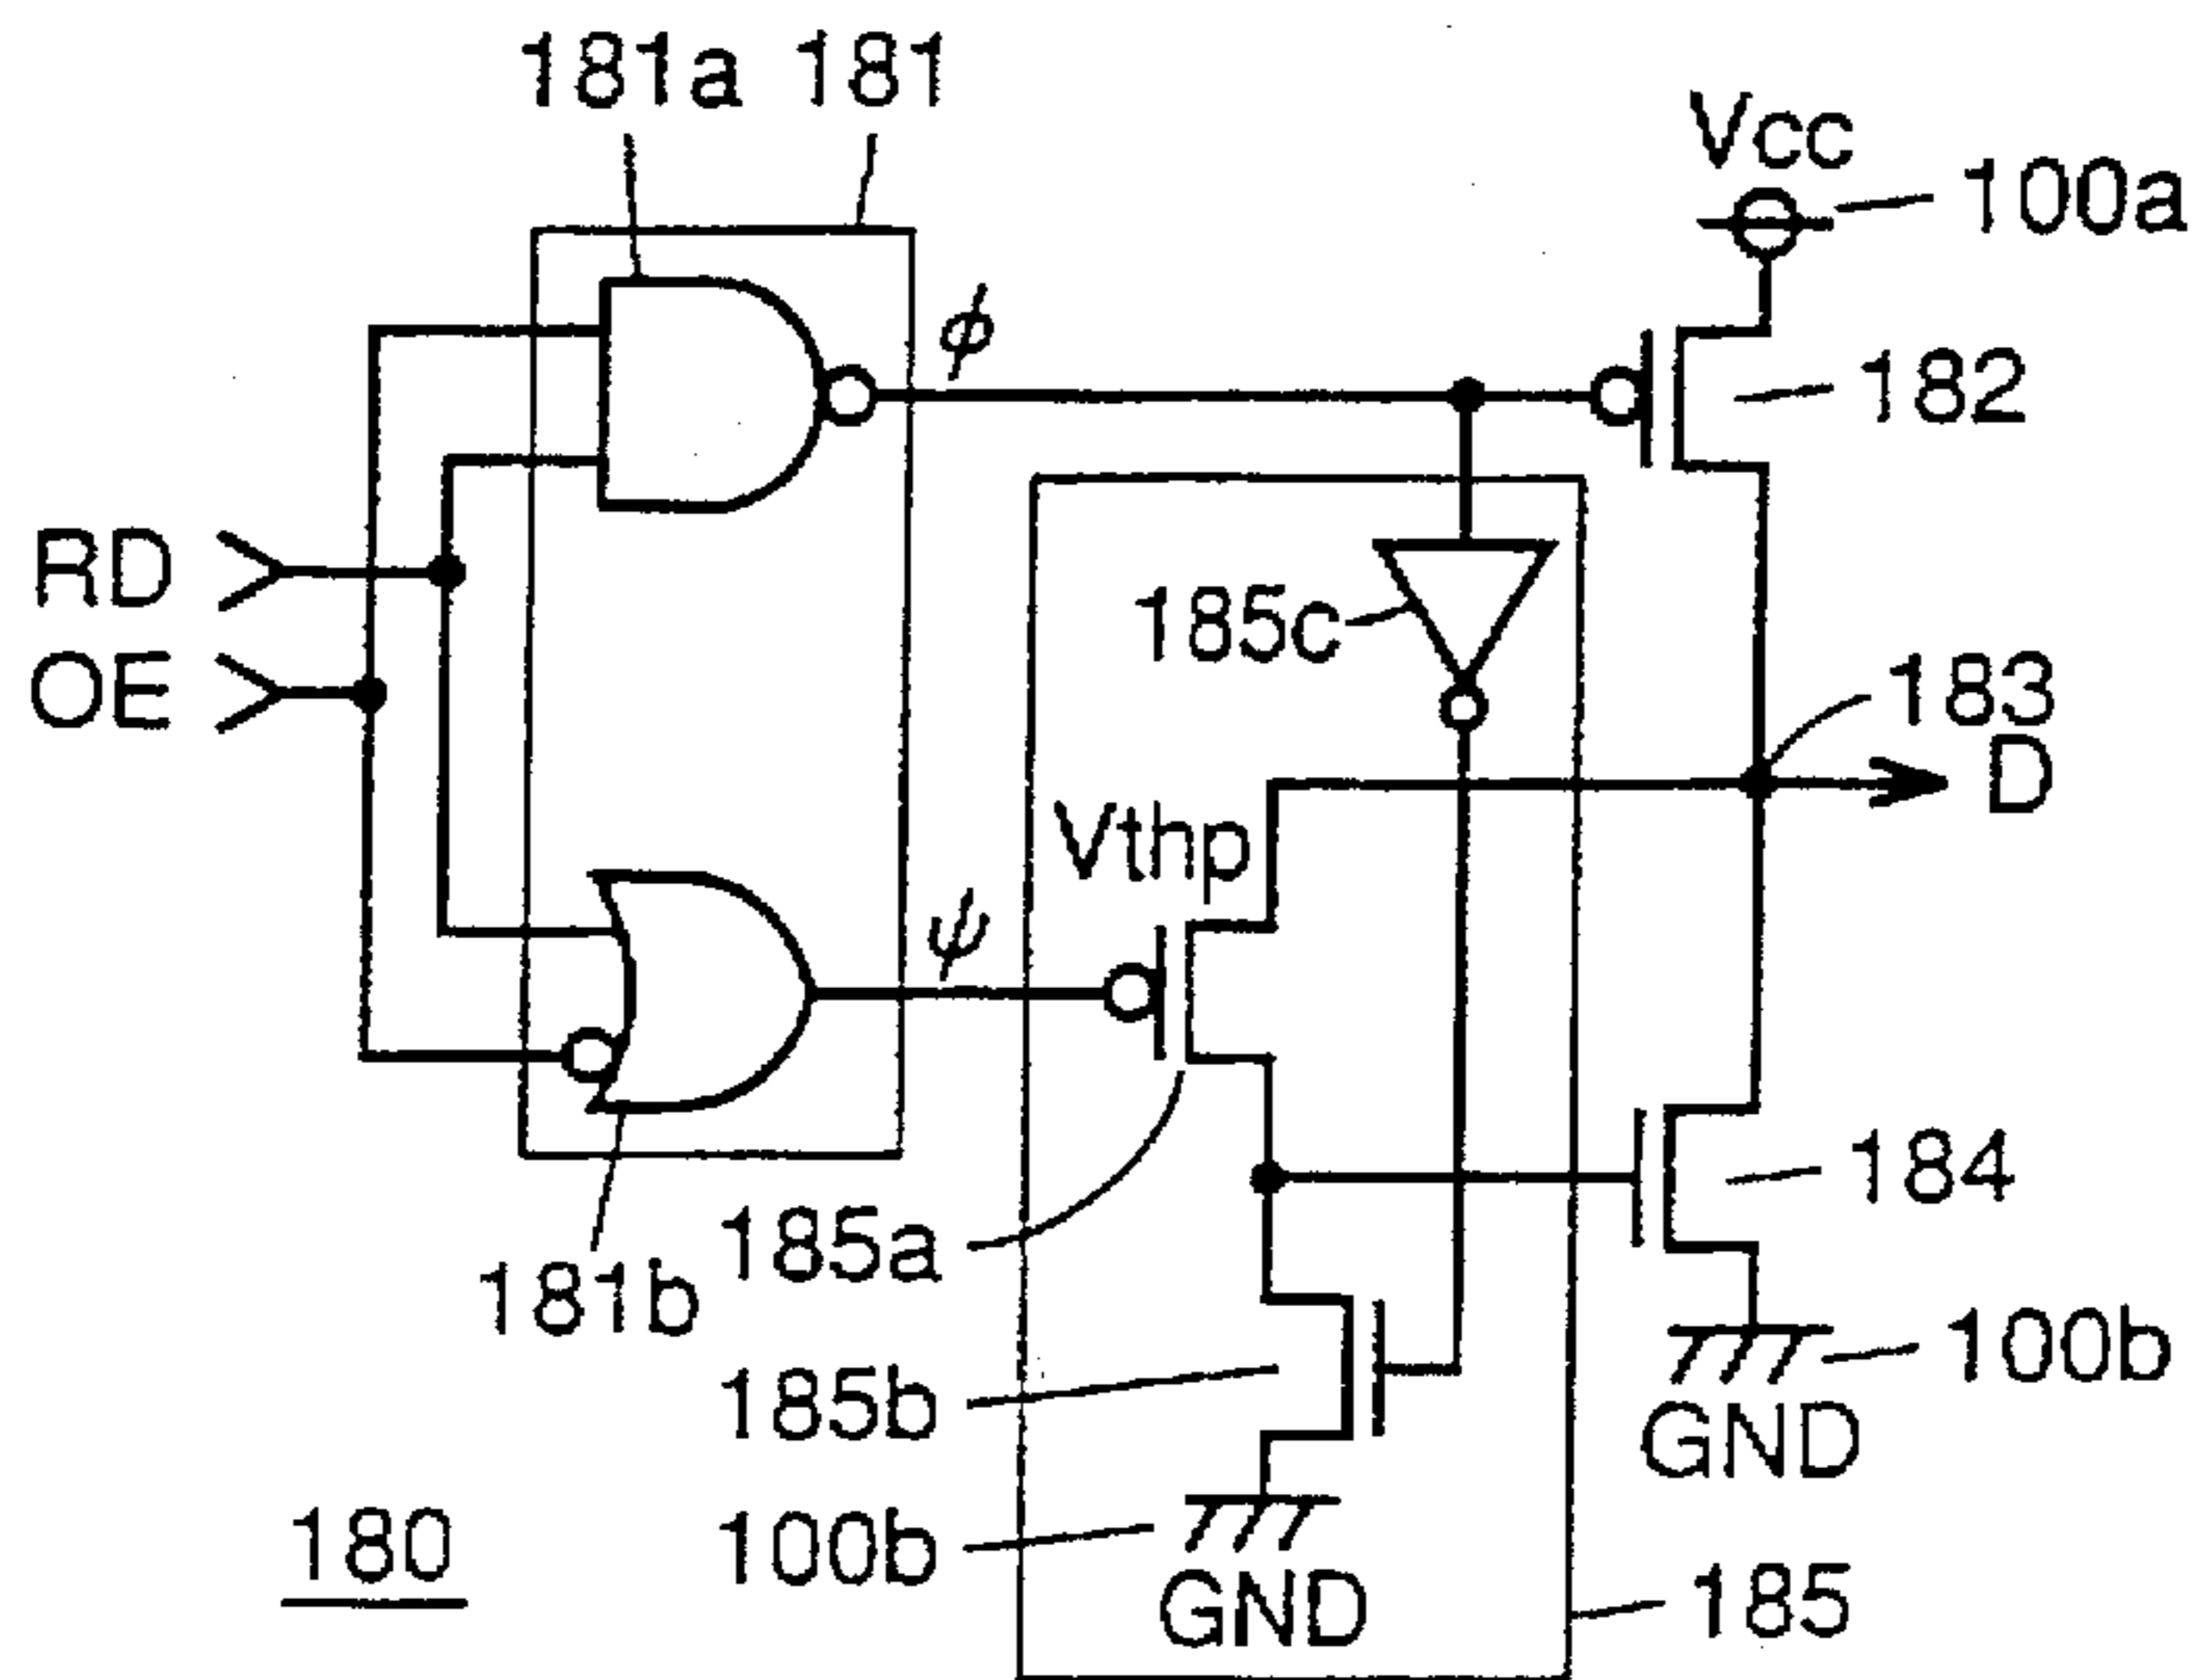 181a 181
Vcc
100a
ϕ
182
RD
185c
OE
183
D
Vthp
ψ
184
185a
181b
100b
185b
GND
180
100b
GND
185